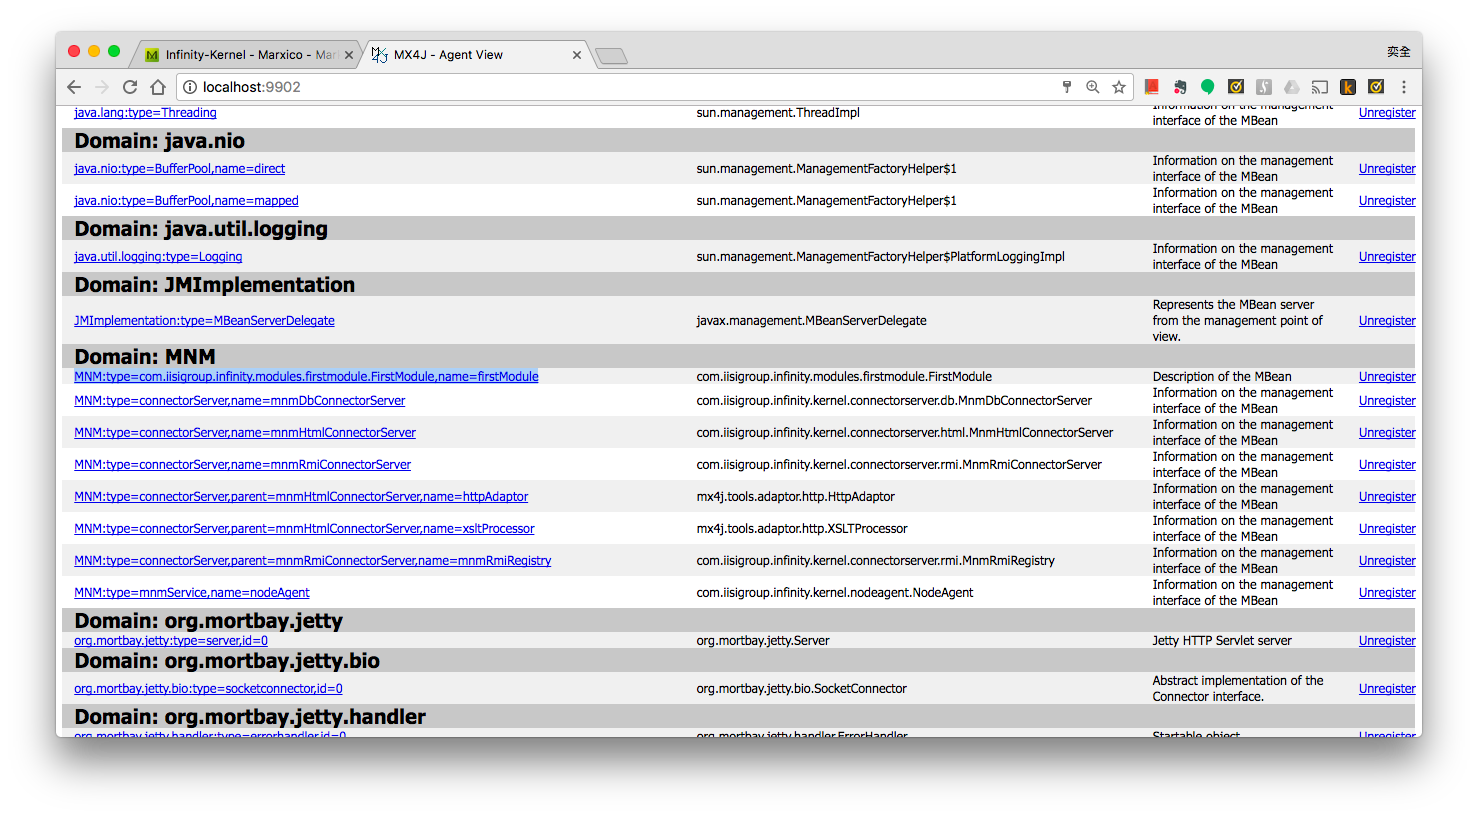 Infinity-Kernel - Marxico - Mar
MX4J - Agent View
奕全
localhost:9902
java.lang:type=Threading sun.management.ThreadImpl Information on the management interface of the MBean Unregister
Domain: java.nio
java.nio:type=BufferPool,name=direct sun.management.ManagementFactoryHelper$1 Information on the management interface of the MBean Unregister
java.nio:type=BufferPool,name=mapped sun.management.ManagementFactoryHelper$1 Information on the management interface of the MBean Unregister
Domain: java.util.logging
java.util.logging:type=Logging sun.management.ManagementFactoryHelper$PlatformLoggingImpl Information on the management interface of the MBean Unregister
Domain: JMImplementation
JMImplementation:type=MBeanServerDelegate javax.management.MBeanServerDelegate Represents the MBean server from the management point of view. Unregister
Domain: MNM
MNM:type=com.iisigroup.infinity.modules.firstmodule.FirstModule,name=firstModule com.iisigroup.infinity.modules.firstmodule.FirstModule Description of the MBean Unregister
MNM:type=connectorServer,name=mnmDbConnectorServer com.iisigroup.infinity.kernel.connectorserver.db.MnmDbConnectorServer Information on the management interface of the MBean Unregister
MNM:type=connectorServer,name=mnmHtmlConnectorServer com.iisigroup.infinity.kernel.connectorserver.html.MnmHtmlConnectorServer Information on the management interface of the MBean Unregister
MNM:type=connectorServer,name=mnmRmiConnectorServer com.iisigroup.infinity.kernel.connectorserver.rmi.MnmRmiConnectorServer Information on the management interface of the MBean Unregister
MNM:type=connectorServer,parent=mnmHtmlConnectorServer,name=httpAdaptor mx4j.tools.adaptor.http.HttpAdaptor Information on the management interface of the MBean Unregister
MNM:type=connectorServer,parent=mnmHtmlConnectorServer,name=xsltProcessor mx4j.tools.adaptor.http.XSLTProcessor Information on the management interface of the MBean Unregister
MNM:type=connectorServer,parent=mnmRmiConnectorServer,name=mnmRmiRegistry com.iisigroup.infinity.kernel.connectorserver.rmi.MnmRmiRegistry Information on the management interface of the MBean Unregister
MNM:type=mnmService,name=nodeAgent com.iisigroup.infinity.kernel.nodeagent.NodeAgent Information on the management interface of the MBean Unregister
Domain: org.mortbay.jetty
org.mortbay.jetty:type=server,id=0 org.mortbay.jetty.Server Jetty HTTP Servlet server Unregister
Domain: org.mortbay.jetty.bio
org.mortbay.jetty.bio:type=socketconnector,id=0 org.mortbay.jetty.bio.SocketConnector Abstract implementation of the Connector interface. Unregister
Domain: org.mortbay.jetty.handler
org.mortbay.jetty.handler:type=errorhandler,id=0 org.mortbay.jetty.handler.ErrorHandler Startable object Unregister